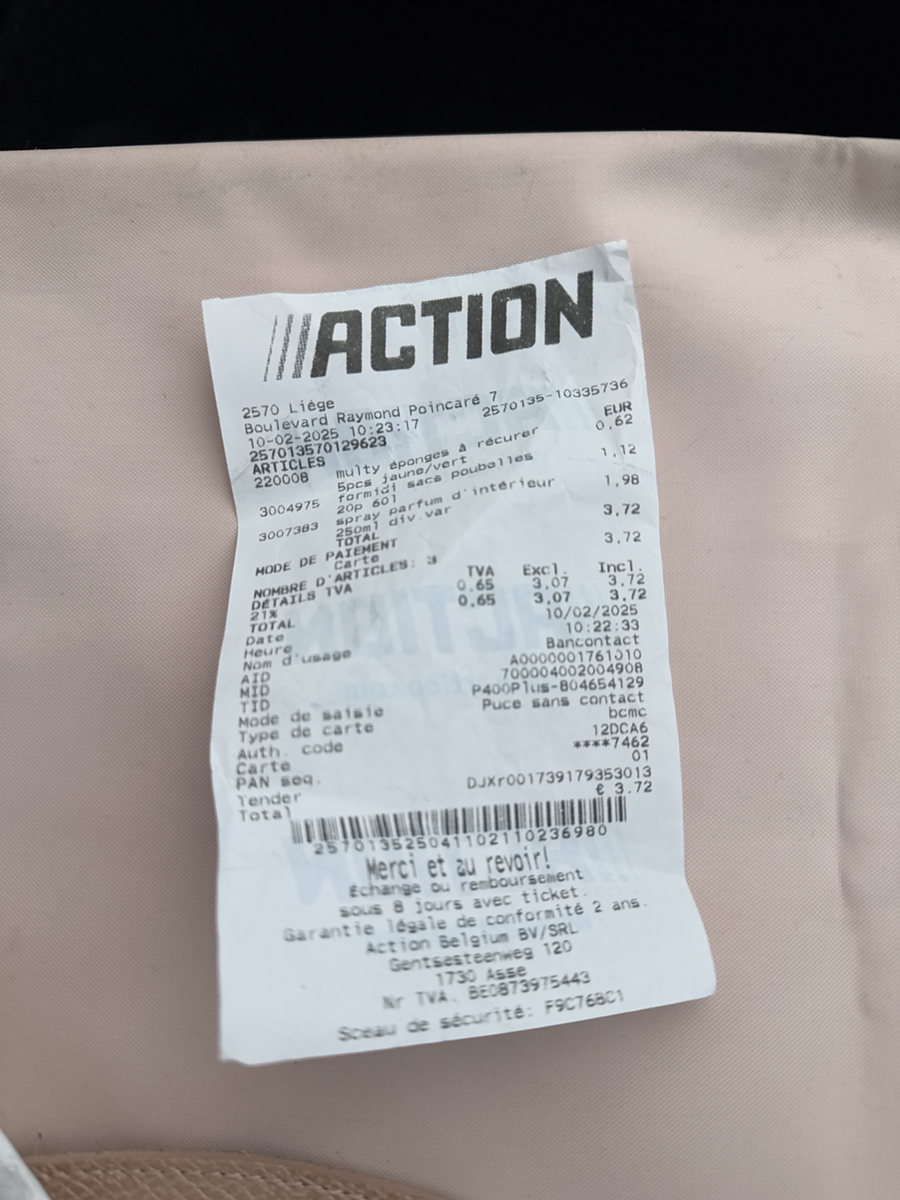 ACTION
2570 Liège
Boulevard Raymond Poincaré 7
10-02-2025 10:23:17 2570135-10335736
257013570129623
ARTICLES EUR
220008 multy éponges à récurer 0,62
5pcs jaune/vert
3004975 formidi sacs poubelles 1,12
20p 60l
3007383 spray parfum d'intérieur 1,98
250ml div.var
TOTAL 3,72
MODE DE PAIEMENT
Carte 3,72
NOMBRE D'ARTICLES: 3
DÉTAILS TVA TVA Excl. Incl.
21% 0,65 3,07 3,72
TOTAL 0,65 3,07 3,72
Date 10/02/2025
Heure 10:22:33
Nom d'usage Bancontact
AID A0000001761010
MID 700004002004908
TID P400Plus-804654129
Mode de saisie Puce sans contact
Type de carte bcmc
Auth. code 12DCA6
Carte ****7462
PAN seq. 01
Tender DJXr001739179353013
Total € 3.72
257013525041102110236980
Merci et au revoir!
Échange ou remboursement
sous 8 jours avec ticket.
Garantie légale de conformité 2 ans.
Action Belgium BV/SRL
Gentsesteenweg 120
1730 Asse
Nr TVA. BE0873975443
Sceau de sécurité: F9C76BC1